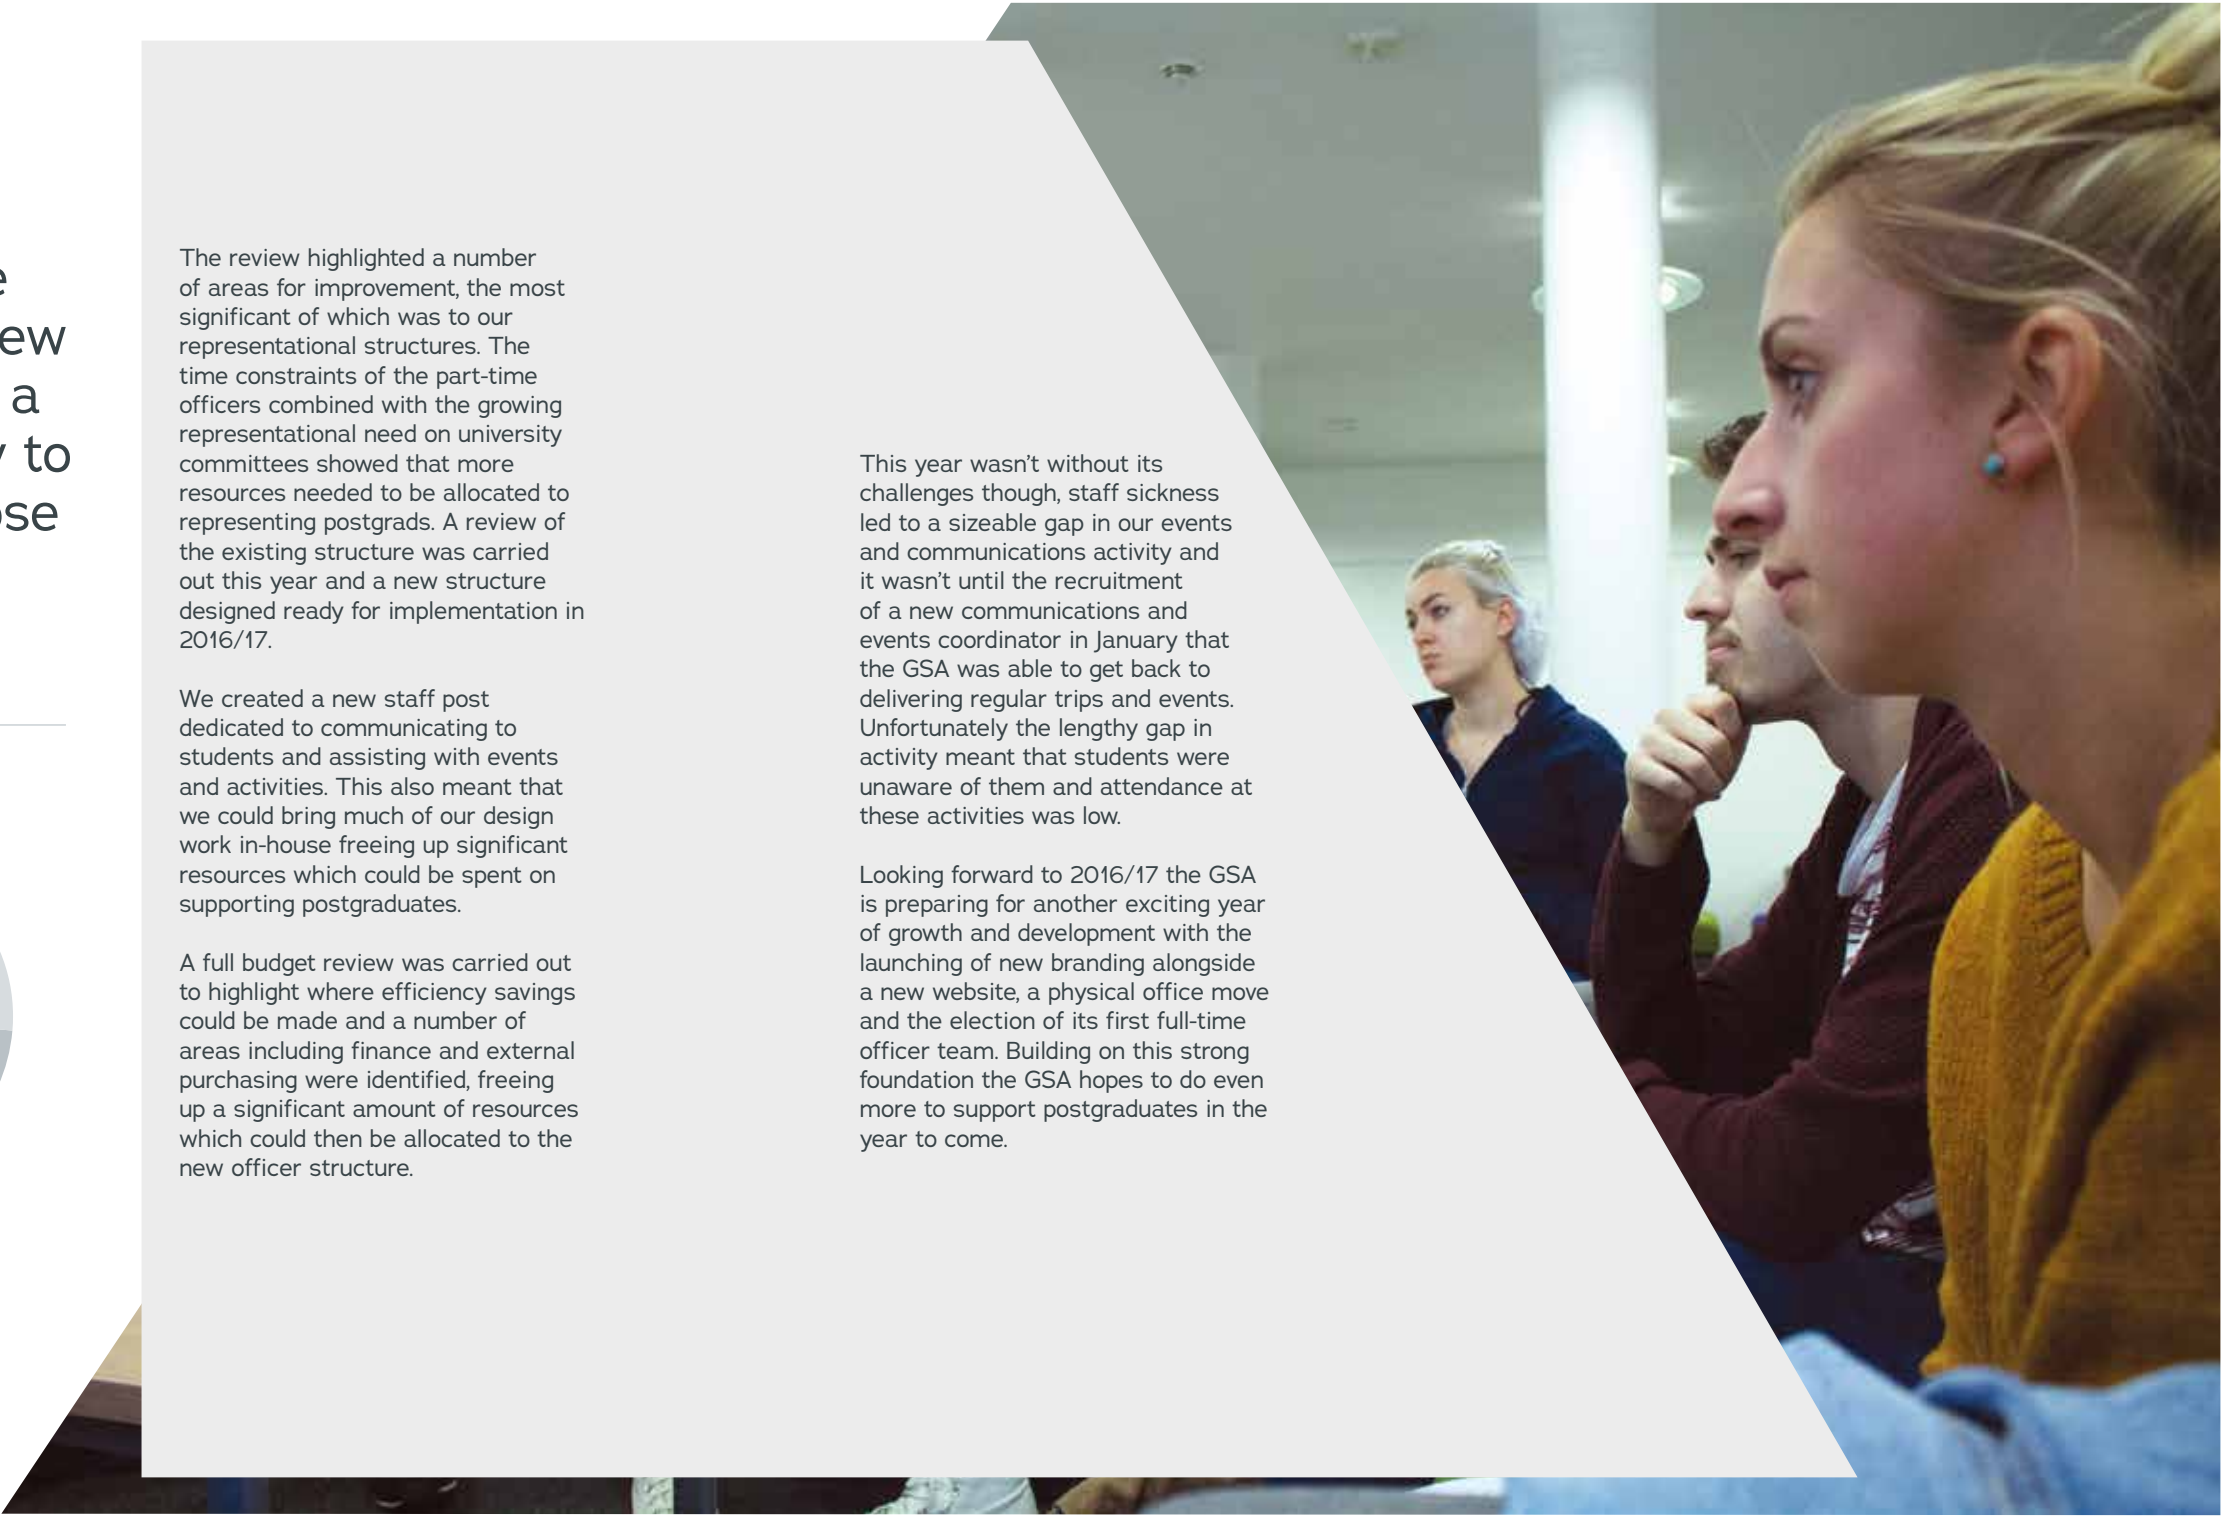 e
ew
a
y to
ose
The review highlighted a number
of areas for improvement, the most
significant of which was to our
representational structures. The
time constraints of the part-time
officers combined with the growing
representational need on university
committees showed that more
resources needed to be allocated to
representing postgrads. A review of
the existing structure was carried
out this year and a new structure
designed ready for implementation in
2016/17.
We created a new staff post
dedicated to communicating to
students and assisting with events
and activities. This also meant that
we could bring much of our design
work in-house freeing up significant
resources which could be spent on
supporting postgraduates.
A full budget review was carried out
to highlight where efficiency savings
could be made and a number of
areas including finance and external
purchasing were identified, freeing
up a significant amount of resources
which could then be allocated to the
new officer structure.
This year wasn't without its
challenges though, staff sickness
led to a sizeable gap in our events
and communications activity and
it wasn't until the recruitment
of a new communications and
events coordinator in January that
the GSA was able to get back to
delivering regular trips and events.
Unfortunately the lengthy gap in
activity meant that students were
unaware of them and attendance at
these activities was low.
Looking forward to 2016/17 the GSA
is preparing for another exciting year
of growth and development with the
launching of new branding alongside
a new website, a physical office move
and the election of its first full-time
officer team. Building on this strong
foundation the GSA hopes to do even
more to support postgraduates in the
year to come.